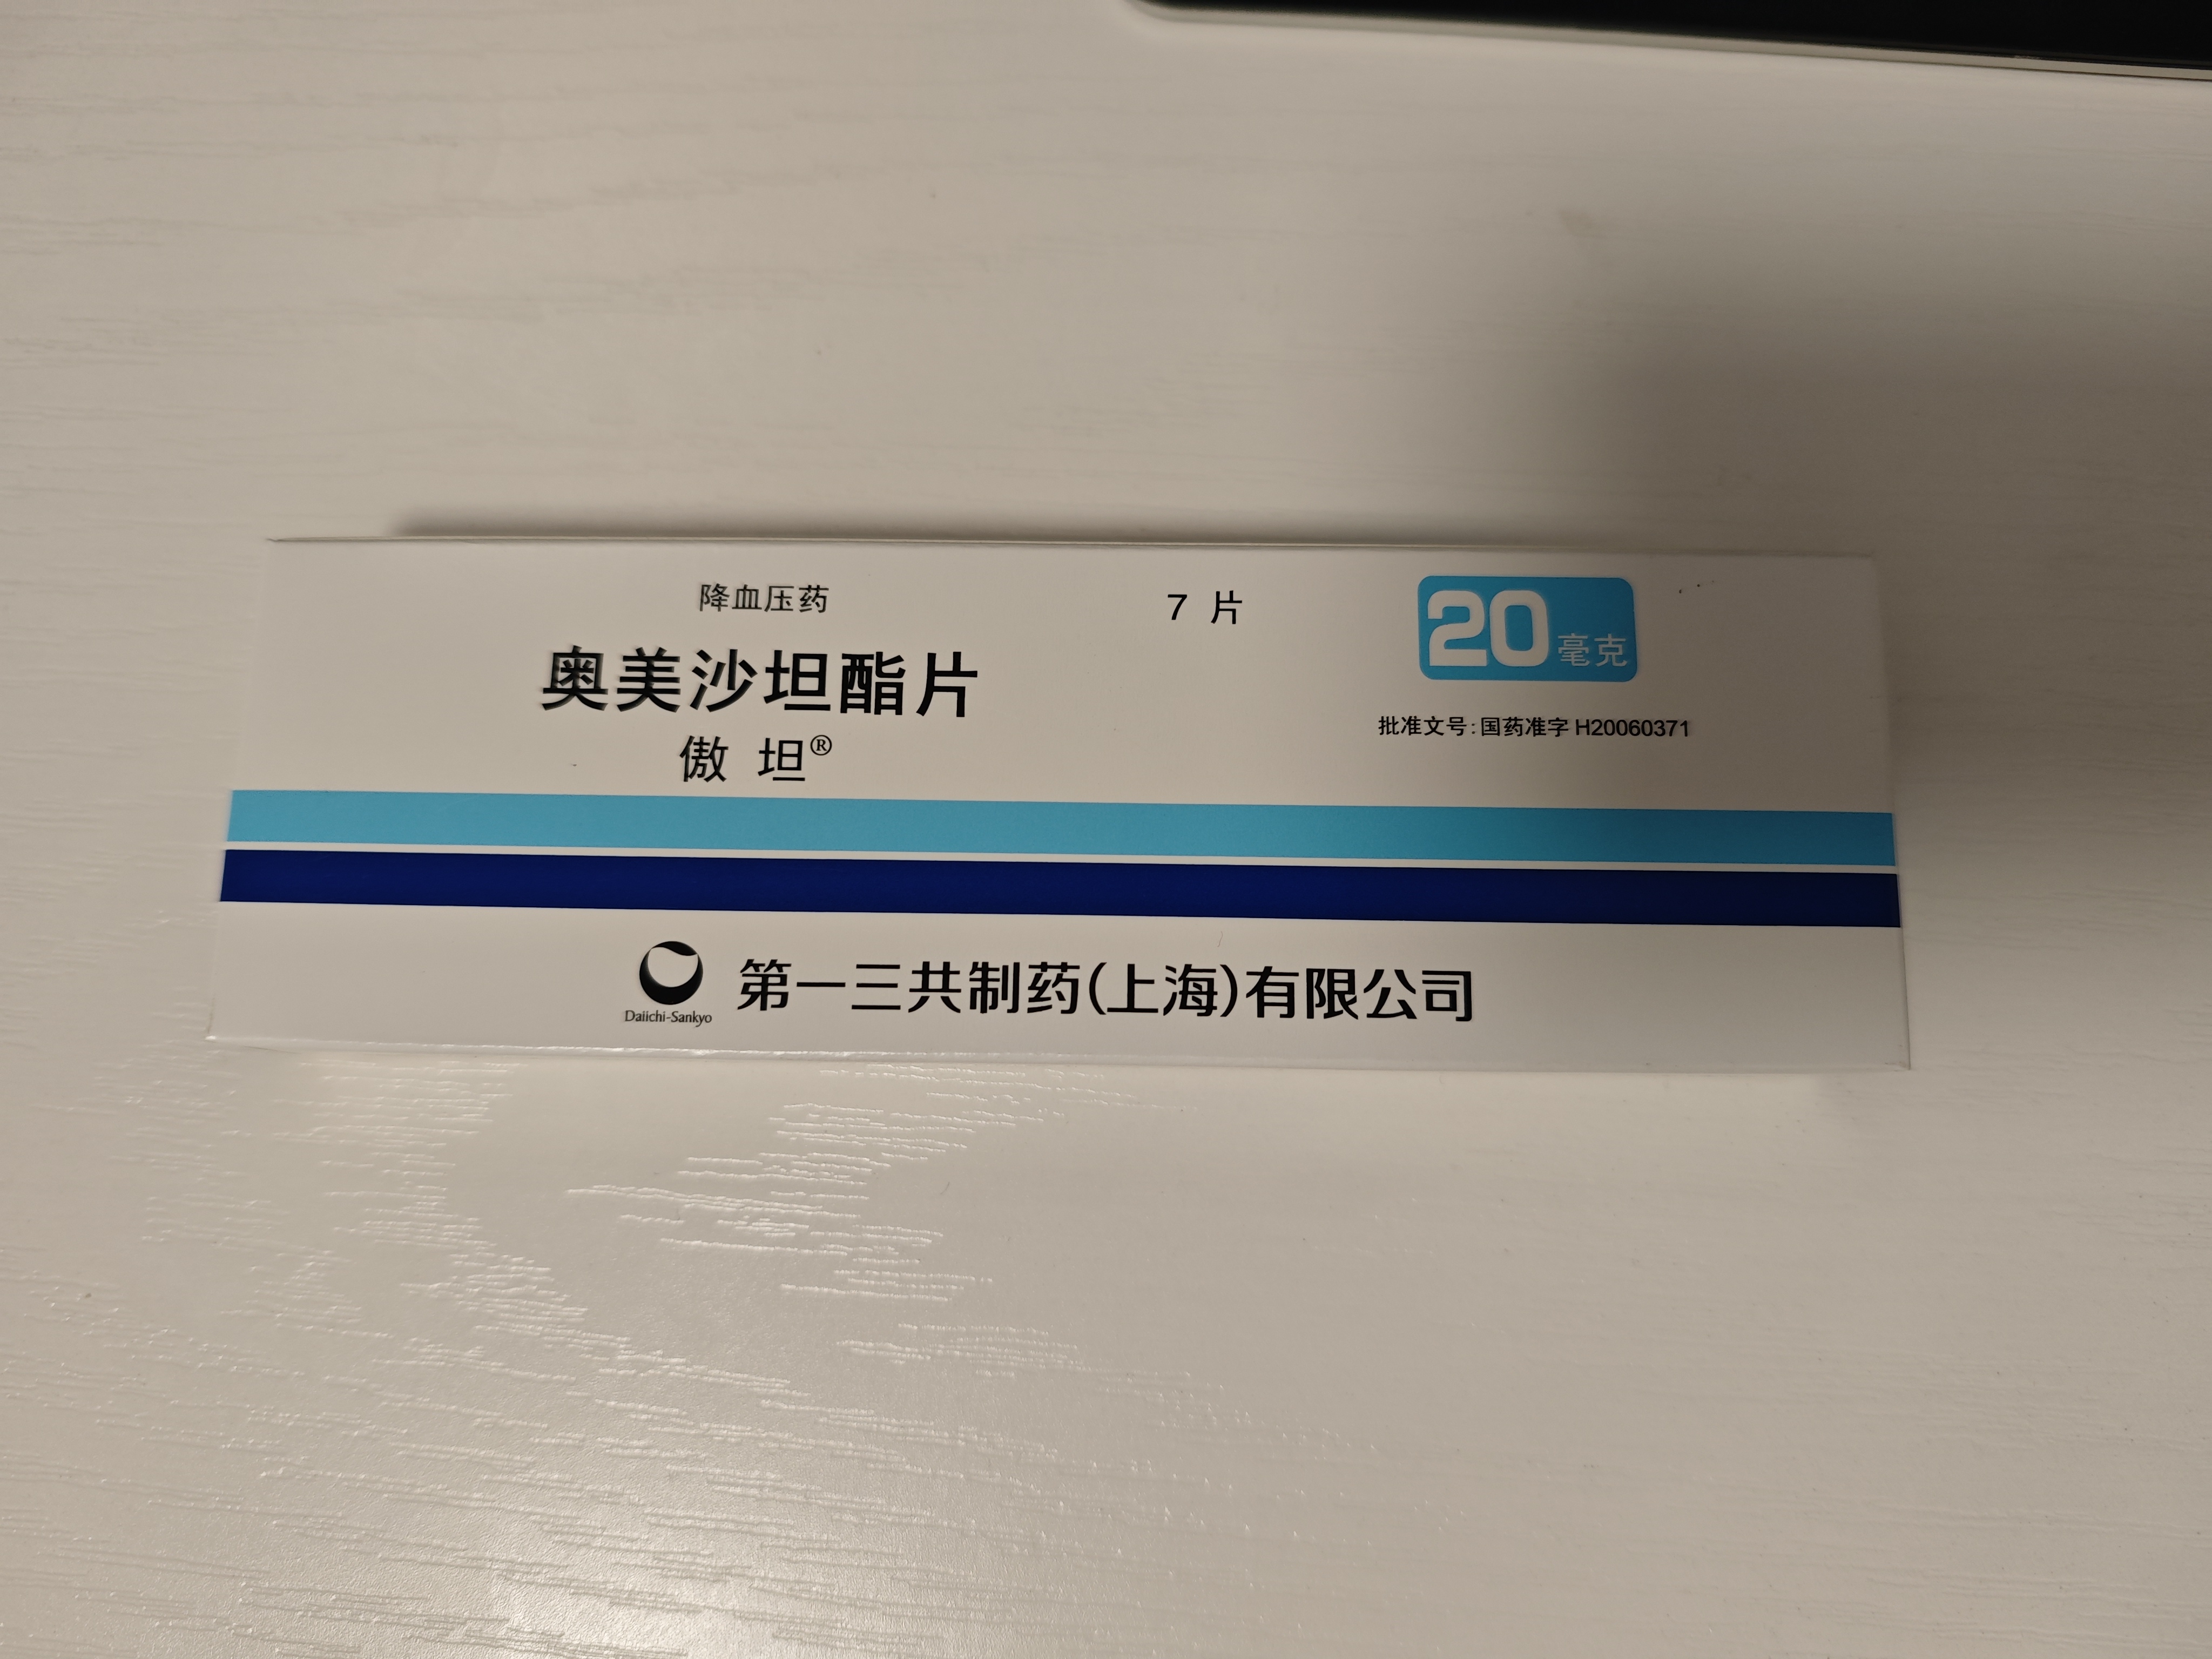 降血压药
7 片
20毫克
奥美沙坦酯片
批准文号:国药准字 H20060371
傲 坦®
Daiichi-Sankyo
第一三共制药(上海)有限公司